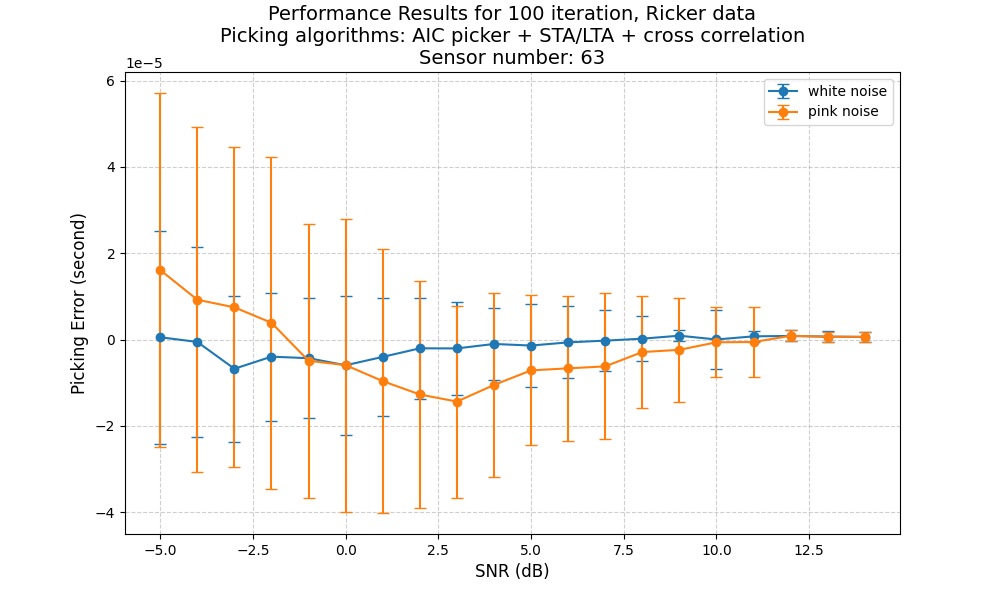 Performance Results for 100 iteration, Ricker data
Picking algorithms: AIC picker + STA/LTA + cross correlation
Sensor number: 63
1e−5
white noise
pink noise
6
4
2
0
−2
−4
Picking Error (second)
−5.0 −2.5 0.0 2.5 5.0 7.5 10.0 12.5
SNR (dB)